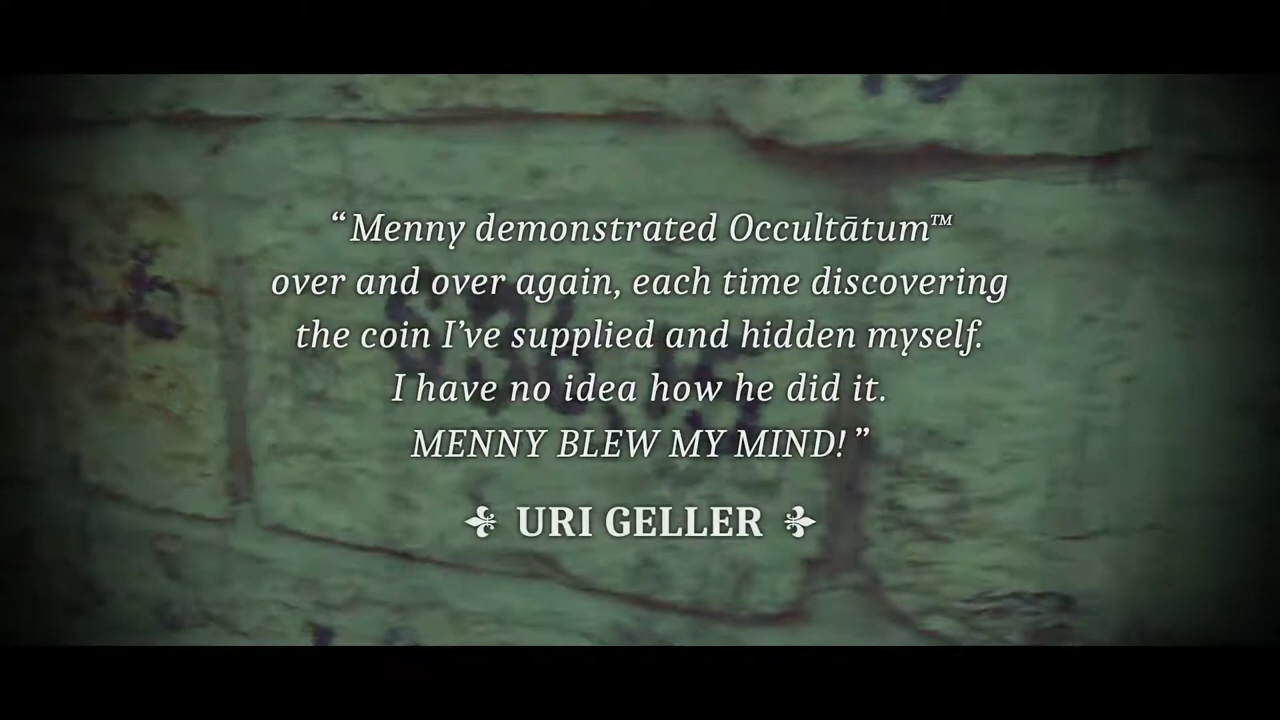 “Menny demonstrated Occultātum™
over and over again, each time discovering
the coin I’ve supplied and hidden myself.
I have no idea how he did it.
MENNY BLEW MY MIND!”
URI GELLER